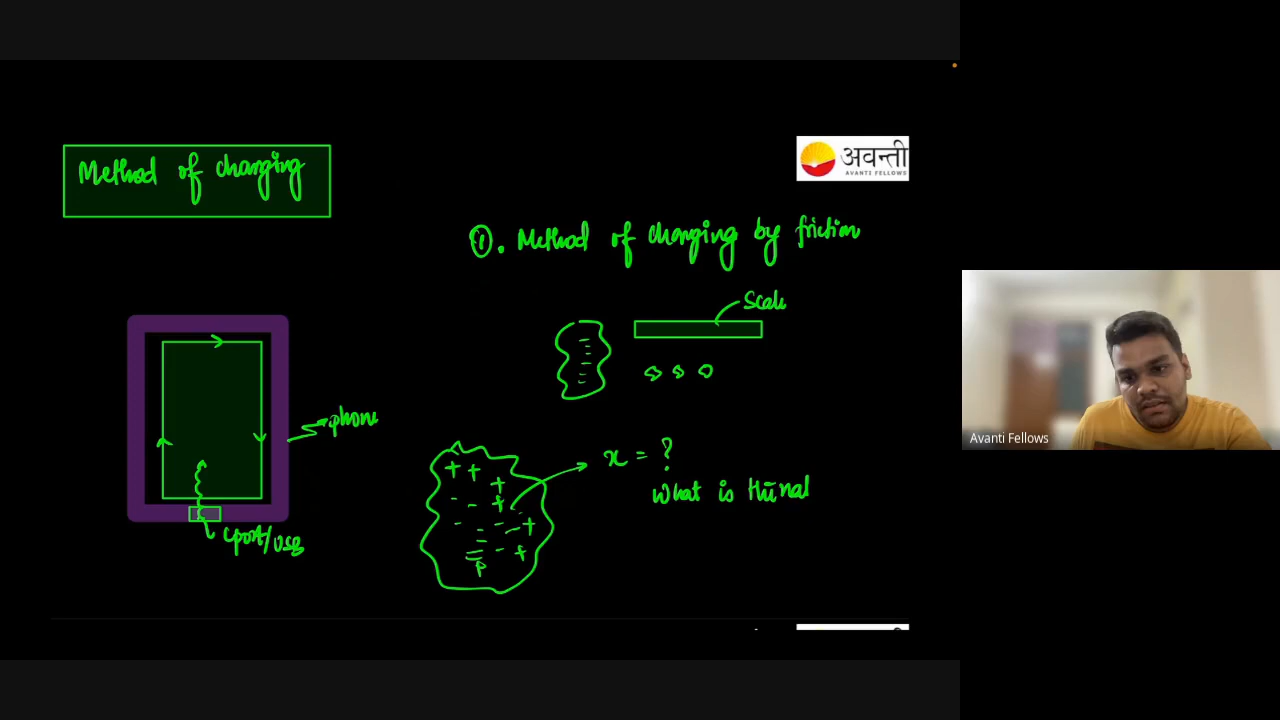 Method of charging
अवन्ती
AVANTI FELLOWS
①. Method of charging by friction
Scale
phone
x = ?
What is
C port/USB
Avanti Fellows